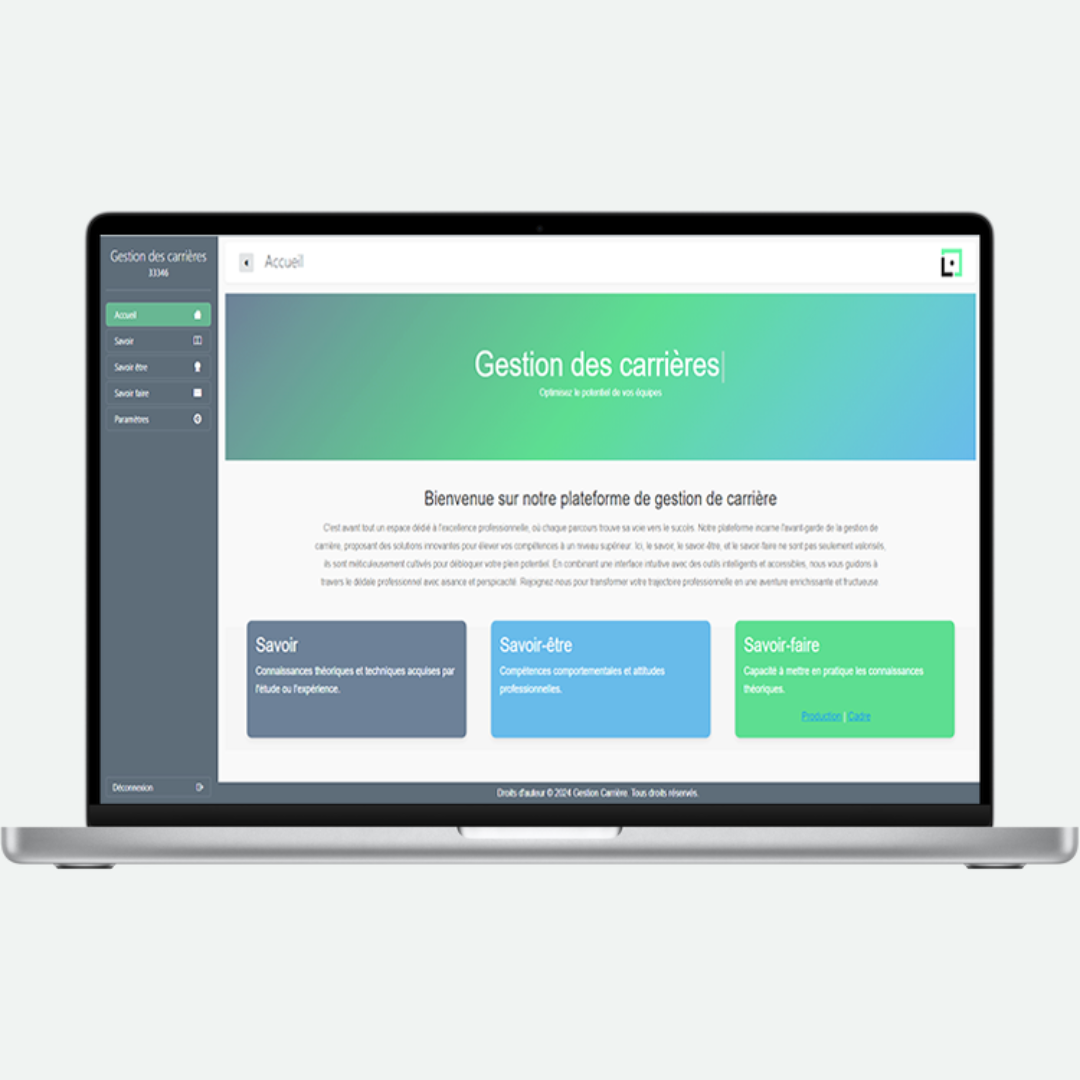 Gestion des carrières
33346
Accueil
Savoir
Savoir être
Savoir faire
Paramètres
Déconnexion
Accueil
Gestion des carrières
Optimisez le potentiel de vos équipes
Bienvenue sur notre plateforme de gestion de carrière
C'est avant tout un espace dédié à l'excellence professionnelle, où chaque parcours trouve sa voie vers le succès. Notre plateforme incarne l'avant-garde de la gestion de
carrière, proposant des solutions innovantes pour élever vos compétences à un niveau supérieur. Ici, le savoir, le savoir-être, et le savoir-faire ne sont pas seulement valorisés,
ils sont méticuleusement cultivés pour débloquer votre plein potentiel. En combinant une interface intuitive avec des outils intelligents et accessibles, nous vous guidons à
travers le dédale professionnel avec aisance et perspicacité. Rejoignez-nous pour transformer votre trajectoire professionnelle en une aventure enrichissante et fructueuse
Savoir
Connaissances théoriques et techniques acquises par
l'étude ou l'expérience.
Savoir-être
Compétences comportementales et attitudes
professionnelles.
Savoir-faire
Capacité à mettre en pratique les connaissances
théoriques.
Production | Cadre
Droits d'auteur © 2024 Gestion Carrière. Tous droits réservés.